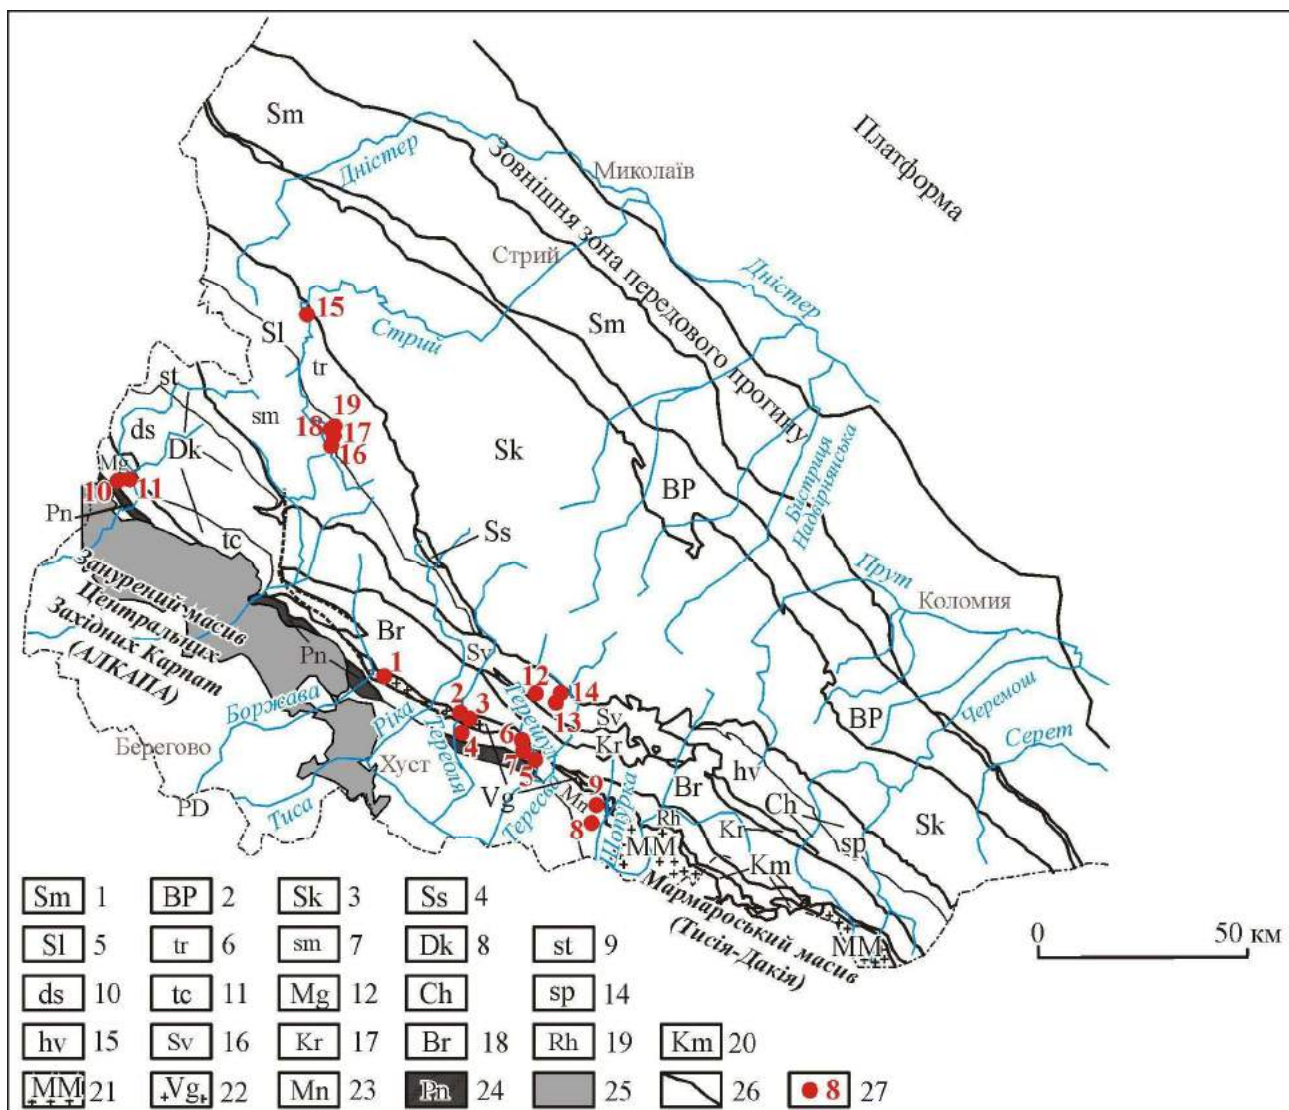 Sm
Дністер
Зовнішня зона передового прогину
Миколаїв
Платформа
Стрий
Дністер
15
Sl
Стрий
Sm
tr
st
sm
19
ds
18
17
Dk
16
Sk
Mg
10
11
BP
Бистриця
Надвірнянська
Pn
tc
Ss
Прут
Коломия
Занурений масив
Центральних
Західних Карпат
(АЛКАПА)
Br
Sv
Pn
1
12
14
Боржава
2
3
Теремшул
13
Sv
BP
Черемош
Ріка
4
6
Kr
Серет
Берегово
Тереоля
7
hv
Хуст
5
Br
Ch
PD
Vg
Mn
9
Sk
Тиса
Тересва
8
Шопурка
Rh
Kr
sp
MM
Km
Мармароський масив
(Тисія-Дакія)
MM
0 50 км
Sm 1 BP 2 Sk 3 Ss 4
Sl 5 tr 6 sm 7 Dk 8 st 9
ds 10 tc 11 Mg 12 Ch sp 14
hv 15 Sv 16 Kr 17 Br 18 Rh 19 Km 20
MM 21 Vg 22 Mn 23 Pn 24 25 26 8 27